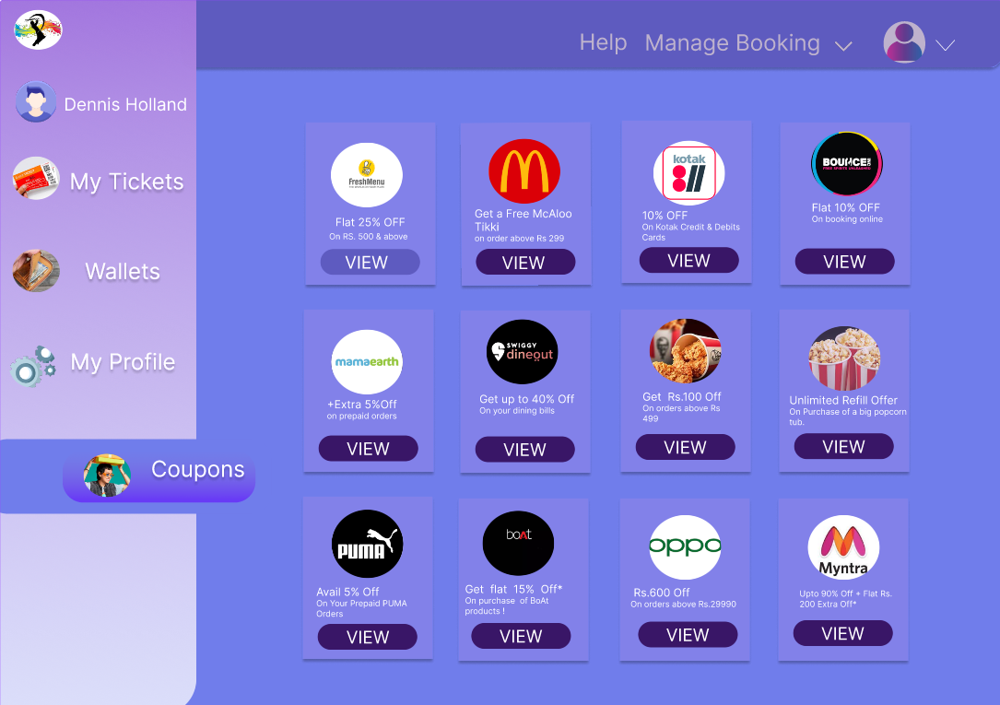 Help Manage Booking
Dennis Holland
My Tickets
Wallets
My Profile
Coupons
FreshMenu
Flat 25% OFF
On RS. 500 & above
VIEW
Get a Free McAloo
Tikki
on order above Rs 299
VIEW
kotak
10% OFF
On Kotak Credit & Debits
Cards
VIEW
BOUNCE INC
FREE SPIRITS UNLEASHED
Flat 10% OFF
On booking online
VIEW
mamaearth
+Extra 5%Off
on prepaid orders
VIEW
SWIGGY
dineout
Get up to 40% Off
On your dining bills
VIEW
Get Rs.100 Off
On orders above Rs
499
VIEW
Unlimited Refill Offer
On Purchase of a big popcorn
tub.
VIEW
PUMA
Avail 5% Off
On Your Prepaid PUMA
Orders
VIEW
boAt
Get flat 15% Off*
On purchase of BoAt
products !
VIEW
oppo
Rs.600 Off
On orders above Rs.29990
VIEW
Myntra
Upto 90% Off + Flat Rs.
200 Extra Off*
VIEW